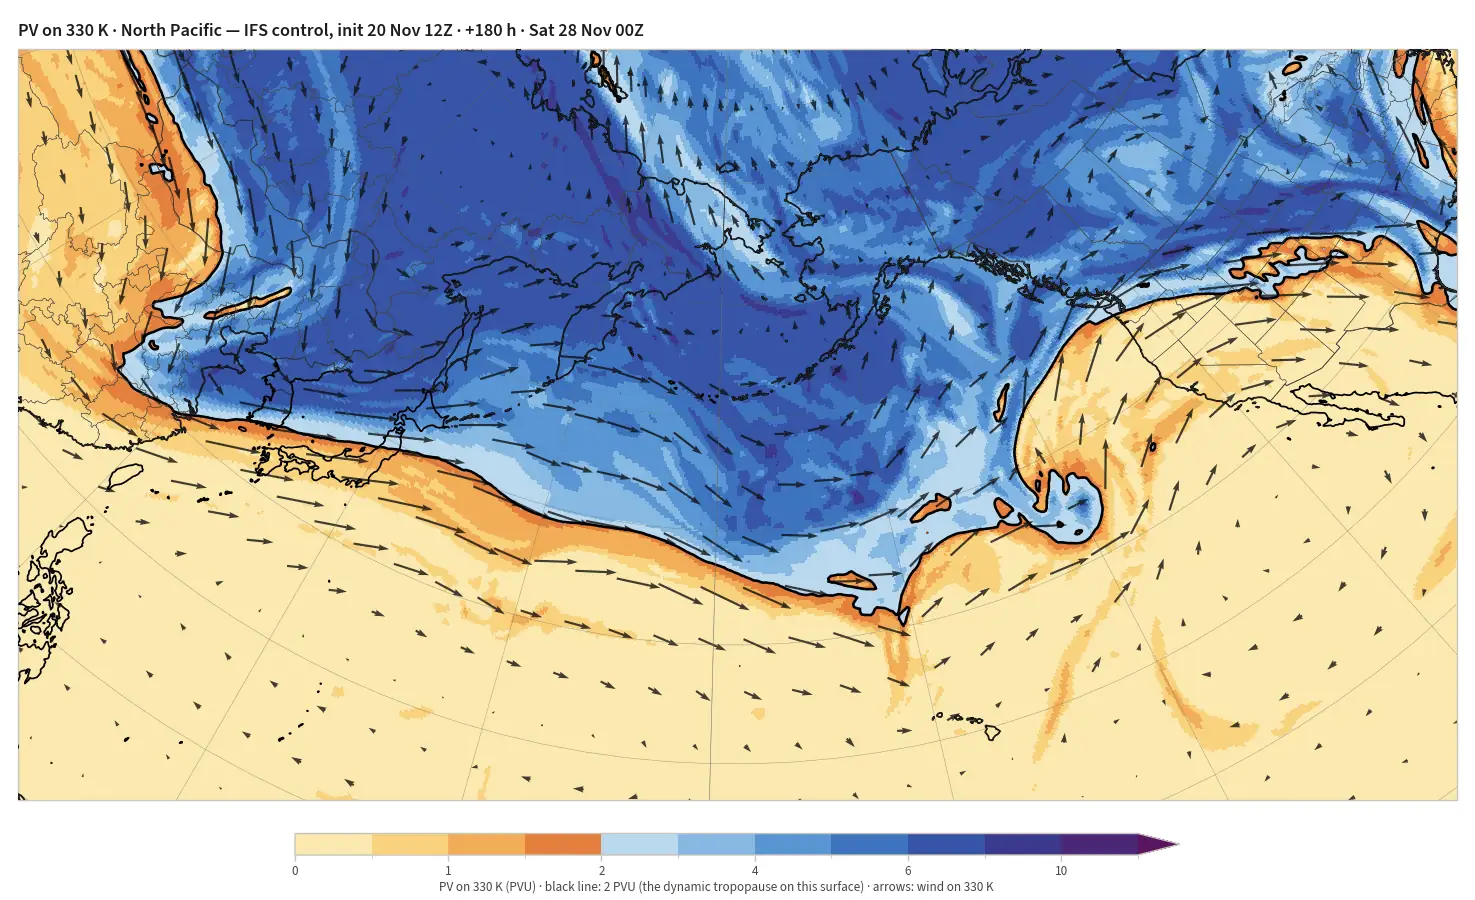 PV on 330 K · North Pacific — IFS control, init 20 Nov 12Z · +180 h · Sat 28 Nov 00Z
0 1 2 4 6 10
PV on 330 K (PVU) · black line: 2 PVU (the dynamic tropopause on this surface) · arrows: wind on 330 K